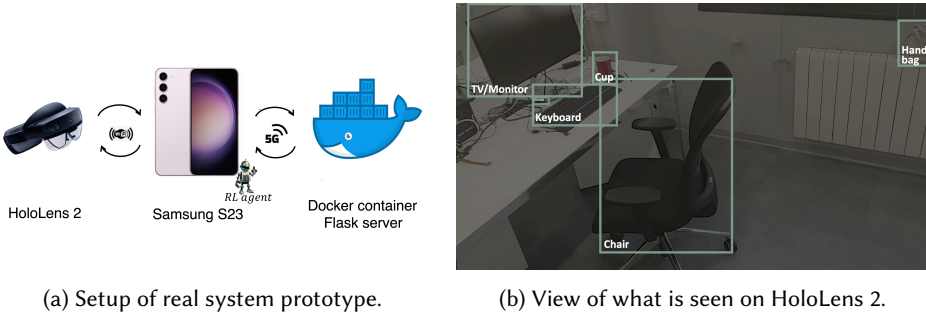 5G
RL agent
HoloLens 2
Samsung S23
Docker container
Flask server
(a) Setup of real system prototype.
TV/Monitor
Cup
Keyboard
Hand
bag
Chair
(b) View of what is seen on HoloLens 2.